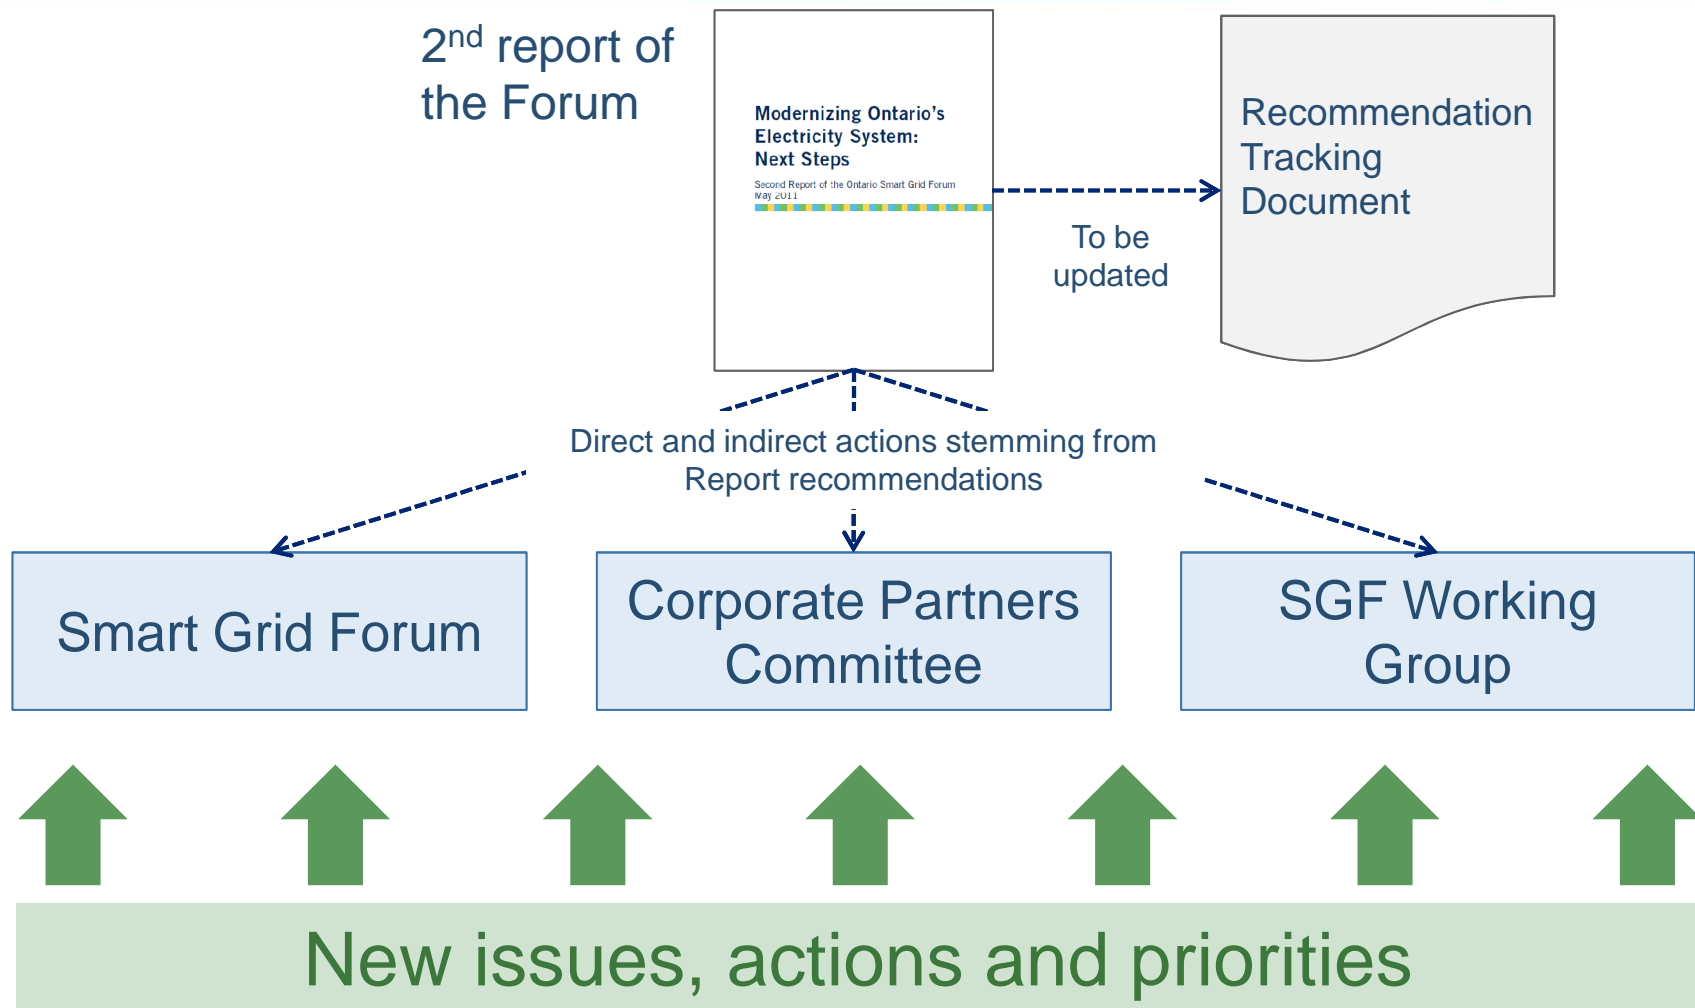 2nd report of
the Forum
Modernizing Ontario's
Electricity System:
Next Steps
Second Report of the Ontario Smart Grid Forum
May 2011
Recommendation
Tracking
Document
To be
updated
Direct and indirect actions stemming from
Report recommendations
Smart Grid Forum
Corporate Partners
Committee
SGF Working
Group
New issues, actions and priorities